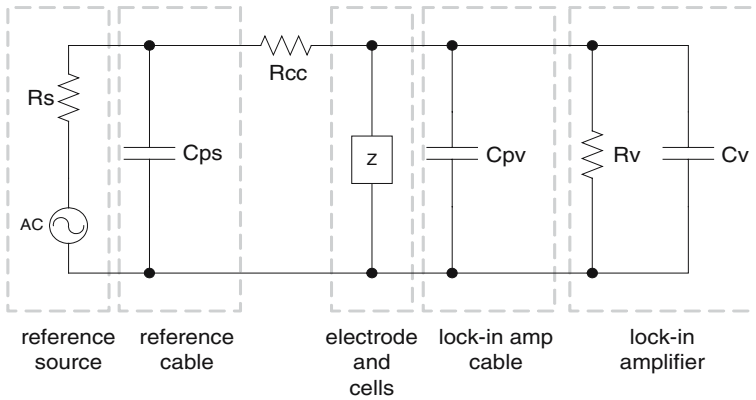 Rcc
Rs
Cps
Z
Cpv
Rv
Cv
AC
reference
source
reference
cable
electrode
and
cells
lock-in amp
cable
lock-in
amplifier